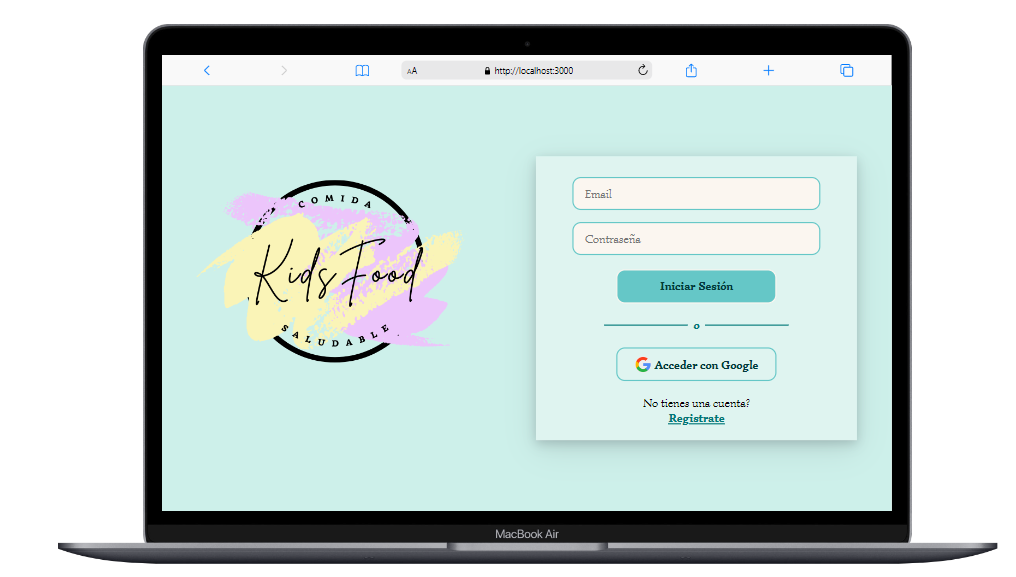 AA http://localhost:3000
COMIDA
Kids Food
SALUDABLE
Email
Contraseña
Iniciar Sesión
o
Acceder con Google
No tienes una cuenta?
Registrate
MacBook Air